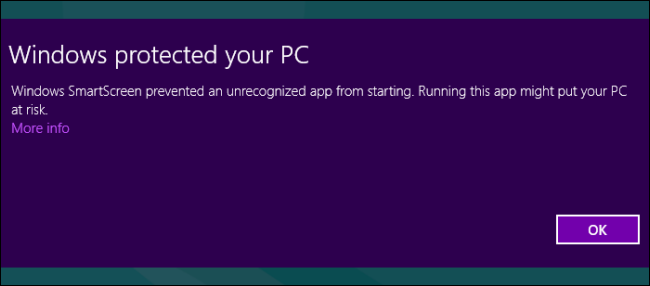 Windows protected your PC
Windows SmartScreen prevented an unrecognized app from starting. Running this app might put your PC
at risk.
More info
OK